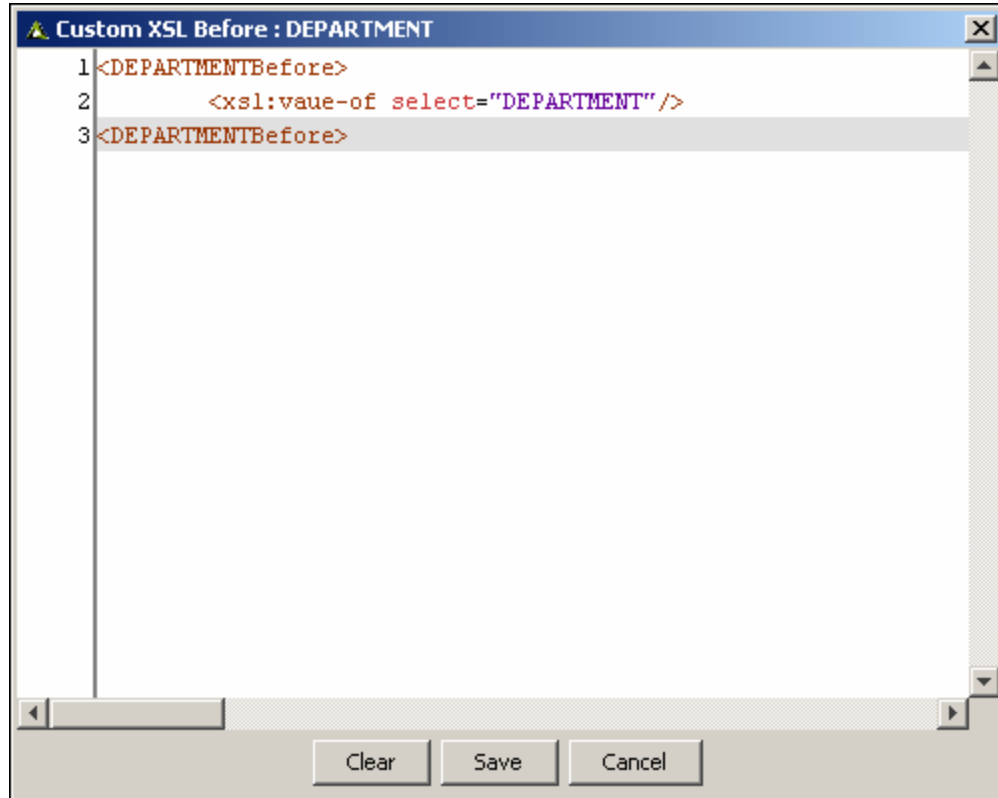 Custom XSL Before : DEPARTMENT
1 <DEPARTMENTBefore>
2 <xsl:vaue-of select="DEPARTMENT"/>
3 <DEPARTMENTBefore>
Clear Save Cancel